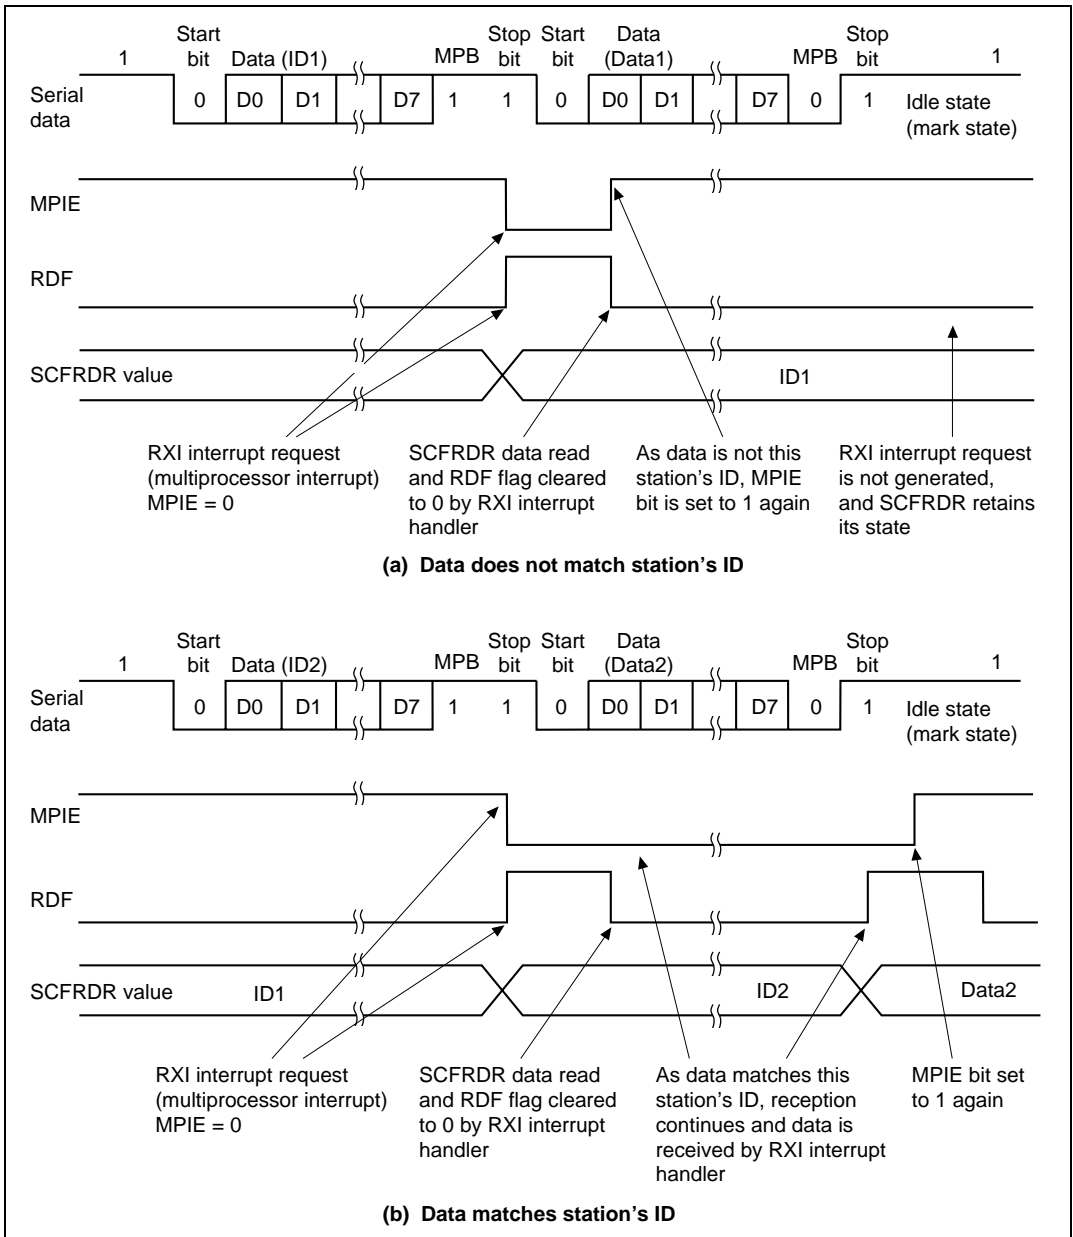 Start Stop Start Data Stop
1 bit Data (ID1) MPB bit bit (Data1) MPB bit 1
Serial data 0 D0 D1 D7 1 1 0 D0 D1 D7 0 1 Idle state (mark state)
MPIE
RDF
SCFRDR value ID1
RXI interrupt request
(multiprocessor interrupt)
MPIE = 0
SCFRDR data read
and RDF flag cleared
to 0 by RXI interrupt
handler
As data is not this
station's ID, MPIE
bit is set to 1 again
RXI interrupt request
is not generated,
and SCFRDR retains
its state
(a) Data does not match station's ID
Start Stop Start Data Stop
1 bit Data (ID2) MPB bit bit (Data2) MPB bit 1
Serial data 0 D0 D1 D7 1 1 0 D0 D1 D7 0 1 Idle state (mark state)
MPIE
RDF
SCFRDR value ID1 ID2 Data2
RXI interrupt request
(multiprocessor interrupt)
MPIE = 0
SCFRDR data read
and RDF flag cleared
to 0 by RXI interrupt
handler
As data matches this
station's ID, reception
continues and data is
received by RXI interrupt
handler
MPIE bit set
to 1 again
(b) Data matches station's ID